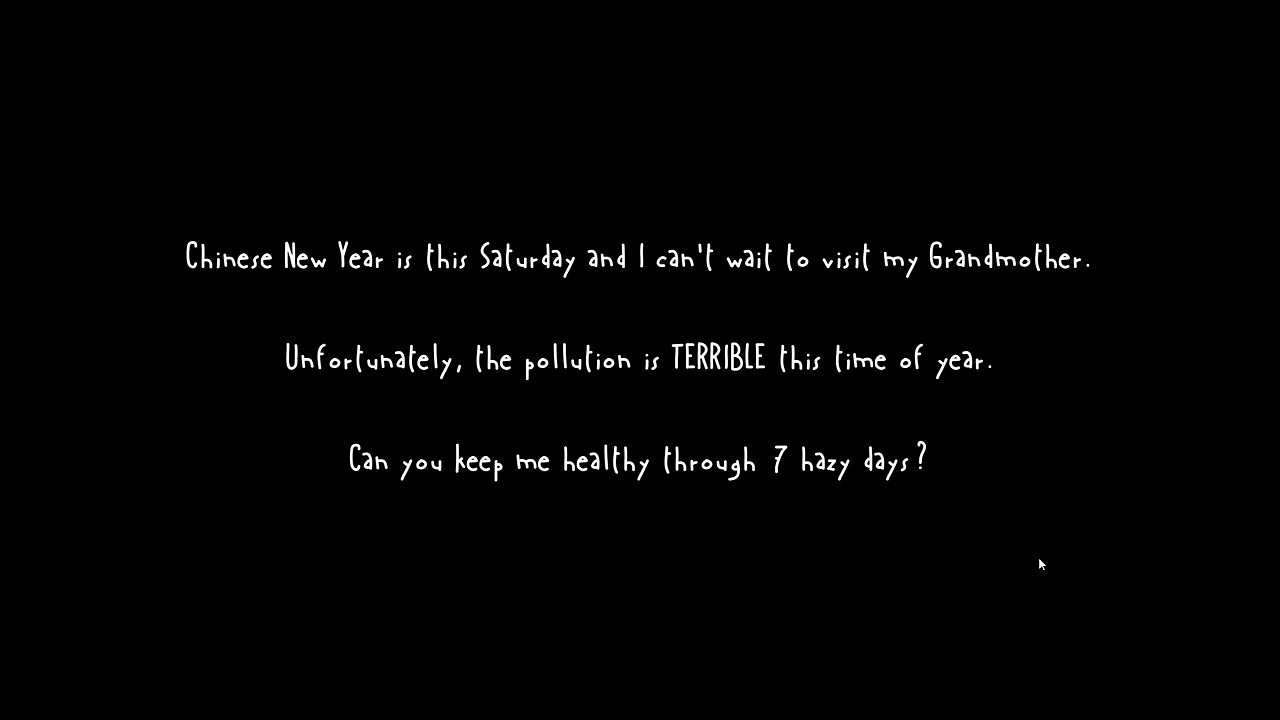 Chinese New Year is this Saturday and I can't wait to visit my Grandmother.
Unfortunately, the pollution is TERRIBLE this time of year.
Can you keep me healthy through 7 hazy days?